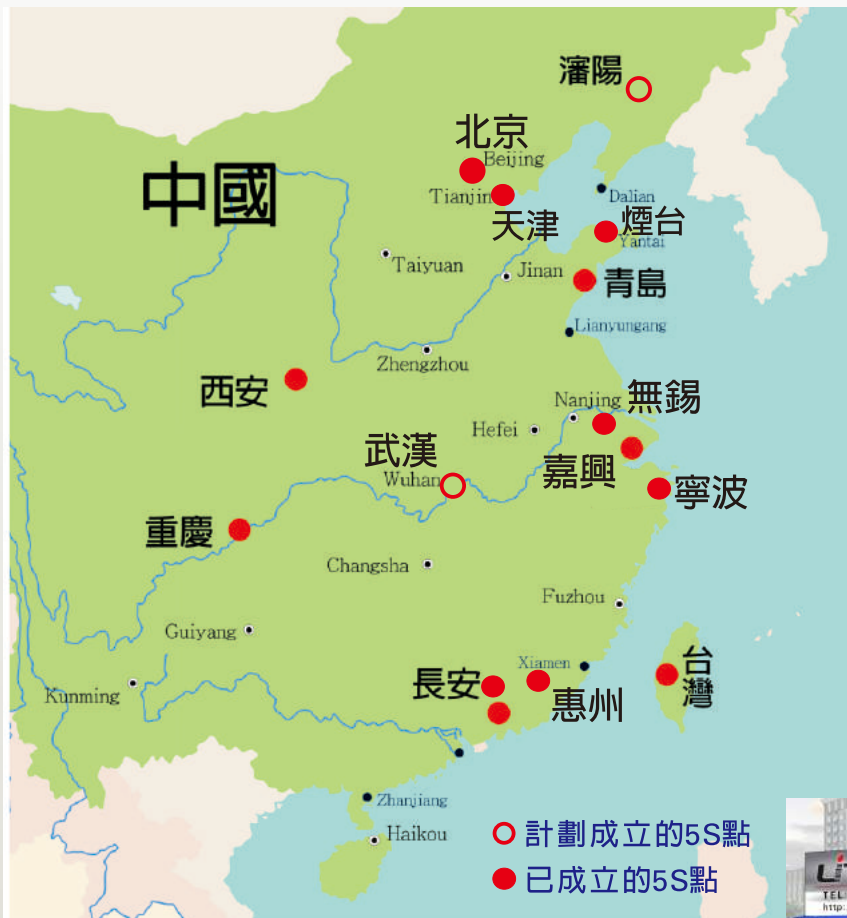 瀋陽
北京
Beijing
中國
Tianjin
天津
Dalian
煙台
Yantai
Taiyuan
Jinan
青島
Lianyungang
Zhengzhou
西安
Nanjing
無錫
Hefei
武漢
Wuhan
嘉興
寧波
重慶
Changsha
Fuzhou
Guiyang
Xiamen
台灣
長安
惠州
Kunming
Zhanjiang
Haikou
計劃成立的5S點
已成立的5S點
TEL
http: